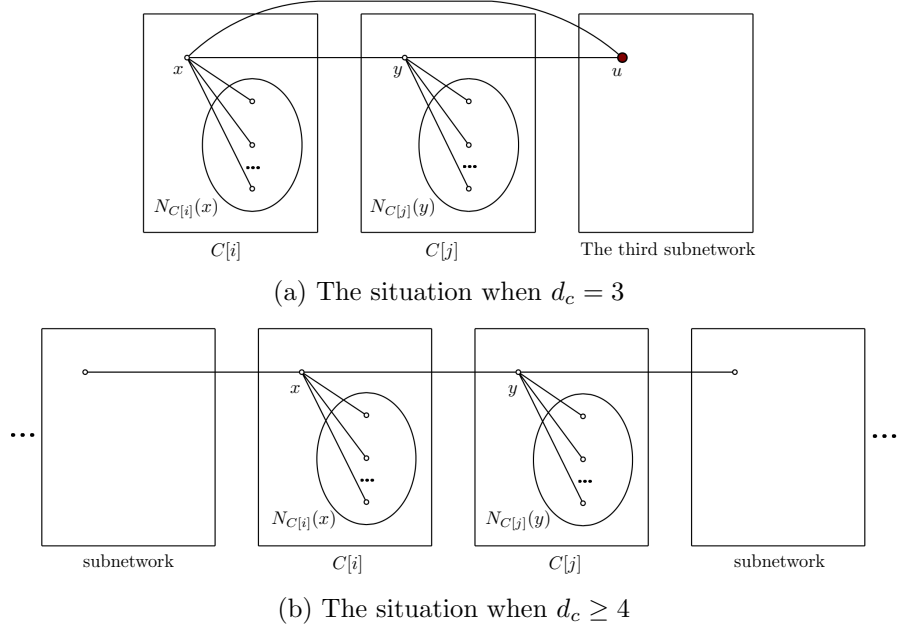 x y u
... ...
N_{C[i]}(x) N_{C[j]}(y)
C[i] C[j] The third subnetwork
(a) The situation when d_c = 3
x y
... ...
... ...
N_{C[i]}(x) N_{C[j]}(y)
subnetwork C[i] C[j] subnetwork
(b) The situation when d_c ≥ 4